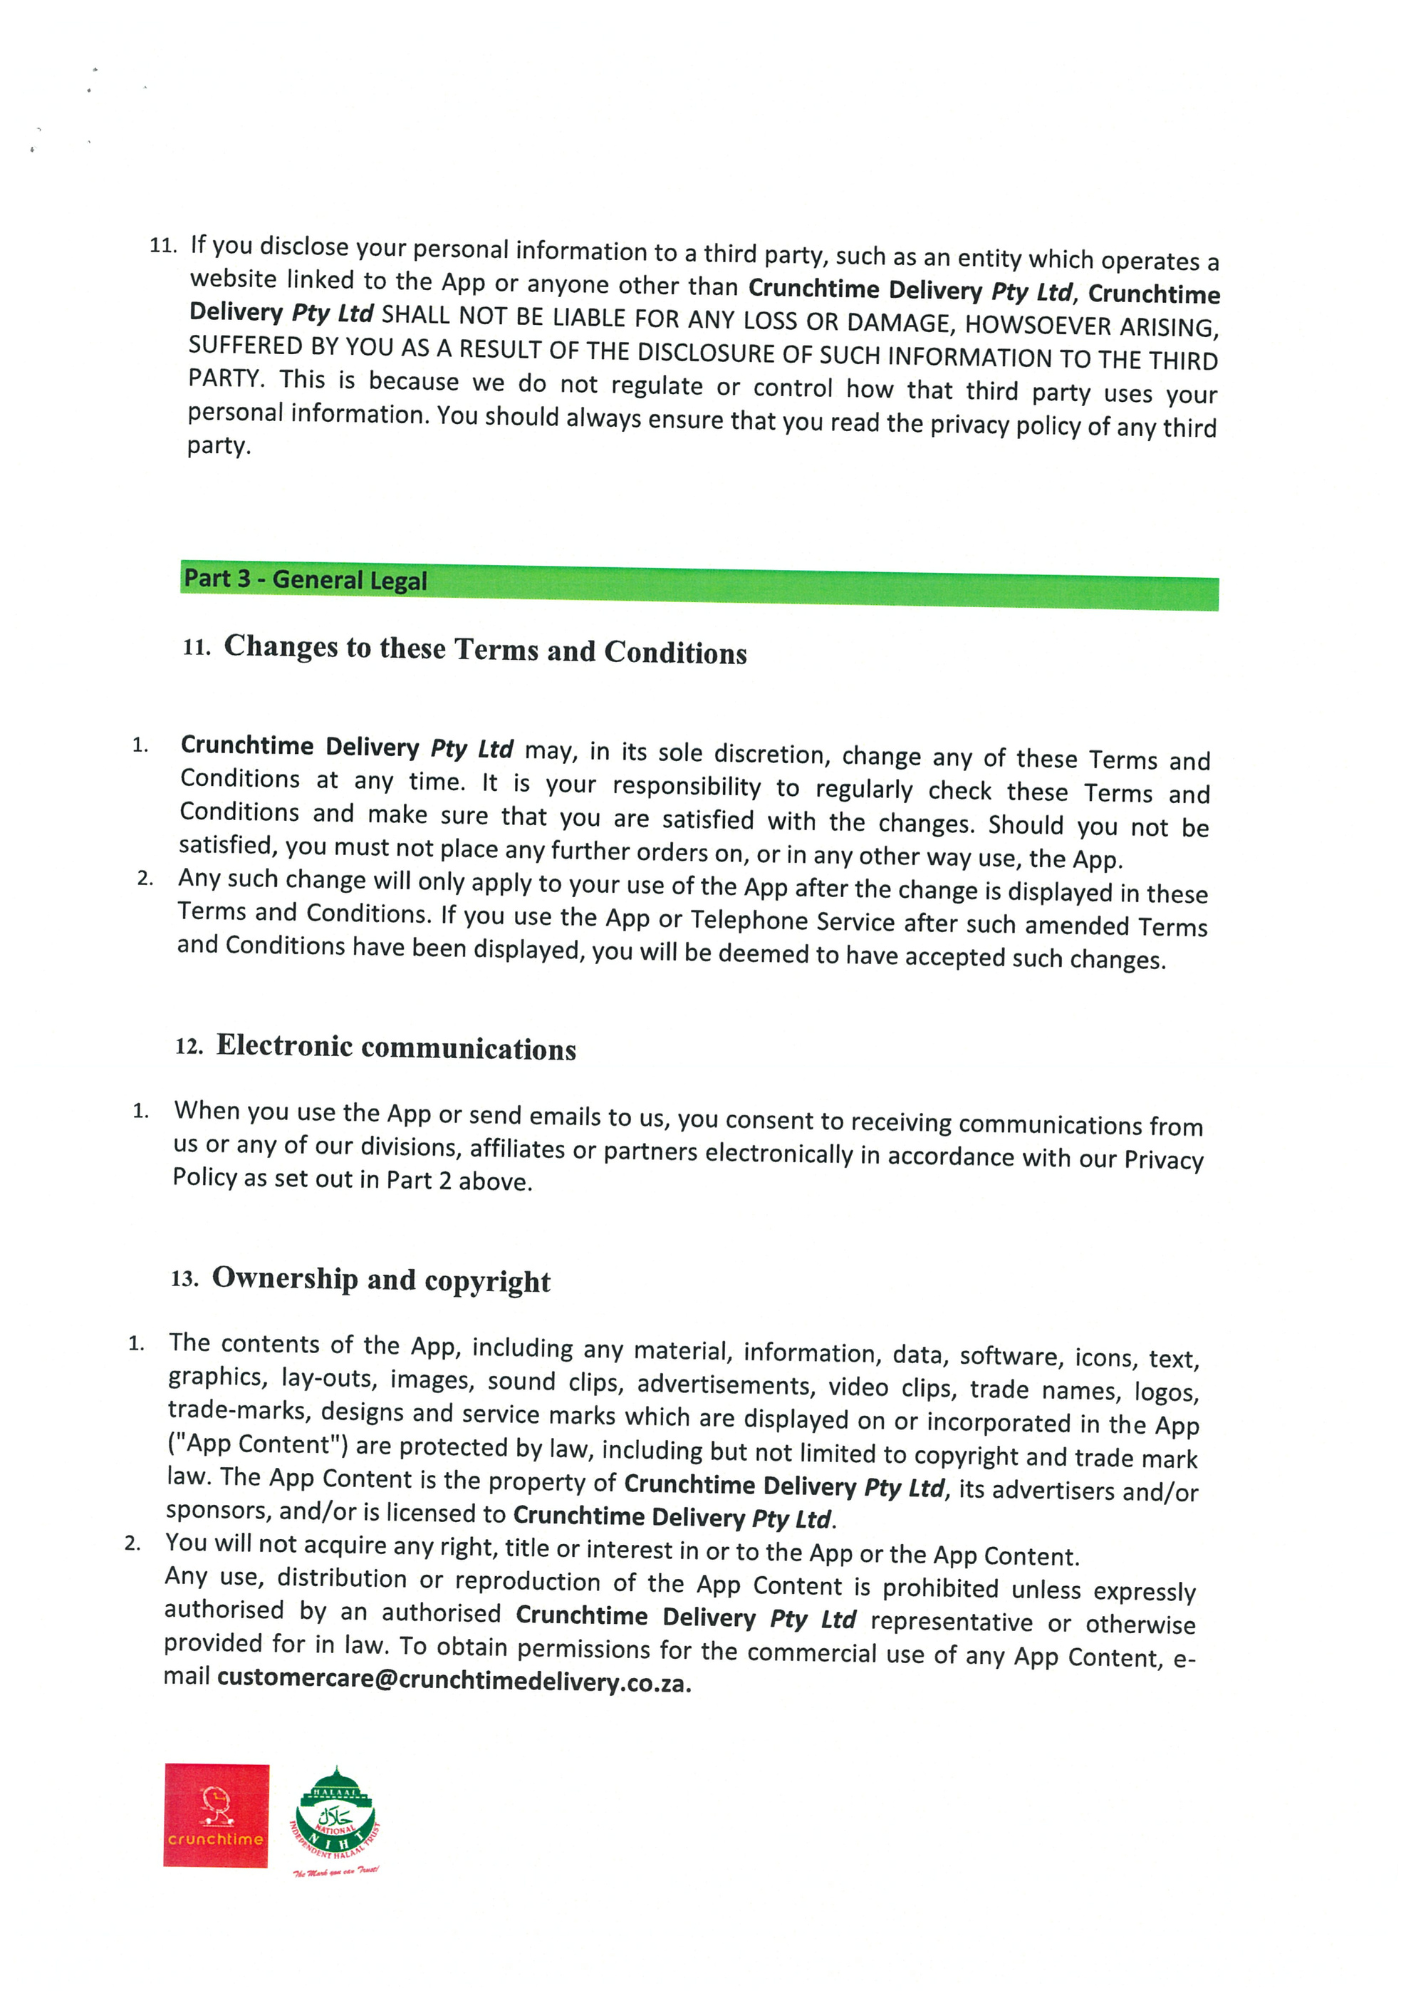 11. If you disclose your personal information to a third party, such as an entity which operates a
website linked to the App or anyone other than Crunchtime Delivery Pty Ltd, Crunchtime
Delivery Pty Ltd SHALL NOT BE LIABLE FOR ANY LOSS OR DAMAGE, HOWSOEVER ARISING,
SUFFERED BY YOU AS A RESULT OF THE DISCLOSURE OF SUCH INFORMATION TO THE THIRD
PARTY. This is because we do not regulate or control how that third party uses your
personal information. You should always ensure that you read the privacy policy of any third
party.
Part 3 - General Legal
11. Changes to these Terms and Conditions
1. Crunchtime Delivery Pty Ltd may, in its sole discretion, change any of these Terms and
Conditions at any time. It is your responsibility to regularly check these Terms and
Conditions and make sure that you are satisfied with the changes. Should you not be
satisfied, you must not place any further orders on, or in any other way use, the App.
2. Any such change will only apply to your use of the App after the change is displayed in these
Terms and Conditions. If you use the App or Telephone Service after such amended Terms
and Conditions have been displayed, you will be deemed to have accepted such changes.
12. Electronic communications
1. When you use the App or send emails to us, you consent to receiving communications from
us or any of our divisions, affiliates or partners electronically in accordance with our Privacy
Policy as set out in Part 2 above.
13. Ownership and copyright
1. The contents of the App, including any material, information, data, software, icons, text,
graphics, lay-outs, images, sound clips, advertisements, video clips, trade names, logos,
trade-marks, designs and service marks which are displayed on or incorporated in the App
("App Content") are protected by law, including but not limited to copyright and trade mark
law. The App Content is the property of Crunchtime Delivery Pty Ltd, its advertisers and/or
sponsors, and/or is licensed to Crunchtime Delivery Pty Ltd.
2. You will not acquire any right, title or interest in or to the App or the App Content.
Any use, distribution or reproduction of the App Content is prohibited unless expressly
authorised by an authorised Crunchtime Delivery Pty Ltd representative or otherwise
provided for in law. To obtain permissions for the commercial use of any App Content, e-
mail customercare@crunchtimedelivery.co.za.
crunchtime
HALAAL
حلال
NATIONAL
NIHT
INDEPENDENT HALAAL TRUST
The Mark you can Trust!